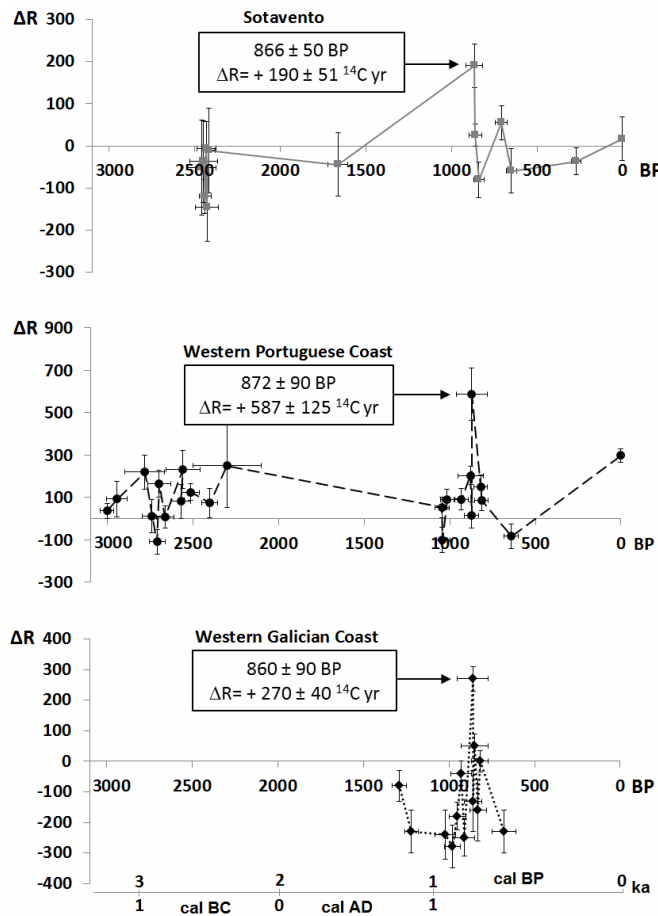 ΔR
300
Sotavento
866 ± 50 BP
ΔR= + 190 ± 51 ¹⁴C yr
200
100
0
3000 2500 2000 1500 1000 500 0 BP
-100
-200
-300
ΔR
900
700
Western Portuguese Coast
872 ± 90 BP
ΔR= + 587 ± 125 ¹⁴C yr
500
300
100
3000 2500 2000 1500 1000 500 0 BP
-100
-300
ΔR
400
Western Galician Coast
860 ± 90 BP
ΔR= + 270 ± 40 ¹⁴C yr
300
200
100
0
3000 2500 2000 1500 1000 500 0 BP
-100
-200
-300
-400
3 2 1 cal BP 0 ka
1 cal BC 0 cal AD 1